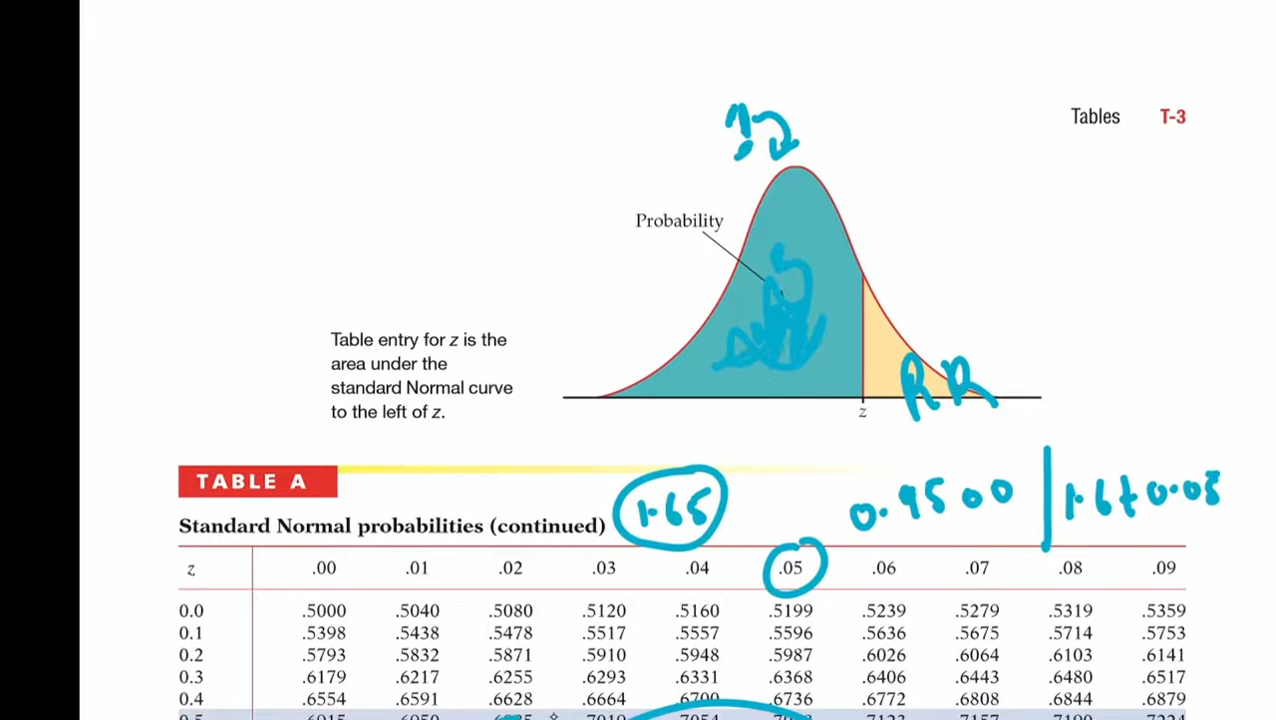 Tables T-3
Probability
Table entry for z is the
area under the
standard Normal curve
to the left of z.
z
RR
TABLE A
Standard Normal probabilities (continued)
1.65
0.9500
1.6+0.05
z .00 .01 .02 .03 .04 .05 .06 .07 .08 .09
0.0 .5000 .5040 .5080 .5120 .5160 .5199 .5239 .5279 .5319 .5359
0.1 .5398 .5438 .5478 .5517 .5557 .5596 .5636 .5675 .5714 .5753
0.2 .5793 .5832 .5871 .5910 .5948 .5987 .6026 .6064 .6103 .6141
0.3 .6179 .6217 .6255 .6293 .6331 .6368 .6406 .6443 .6480 .6517
0.4 .6554 .6591 .6628 .6664 .6700 .6736 .6772 .6808 .6844 .6879